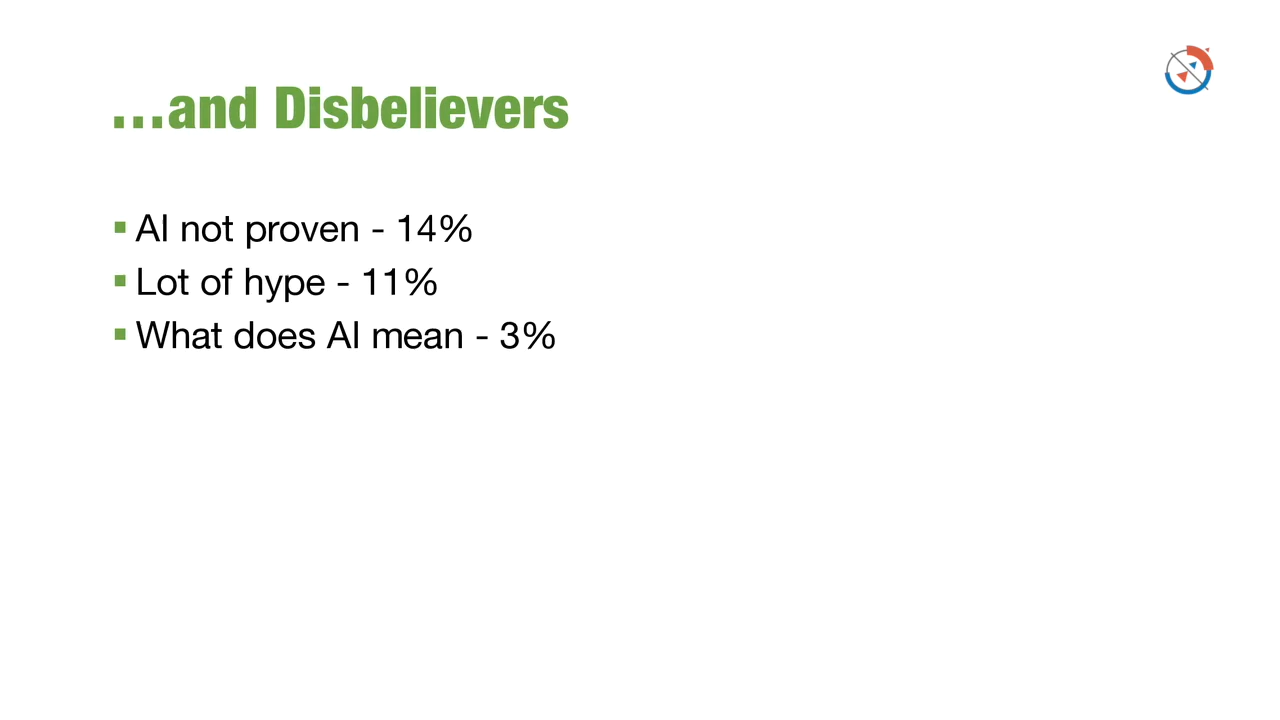 …and Disbelievers
▪ AI not proven - 14%
▪ Lot of hype - 11%
▪ What does AI mean - 3%